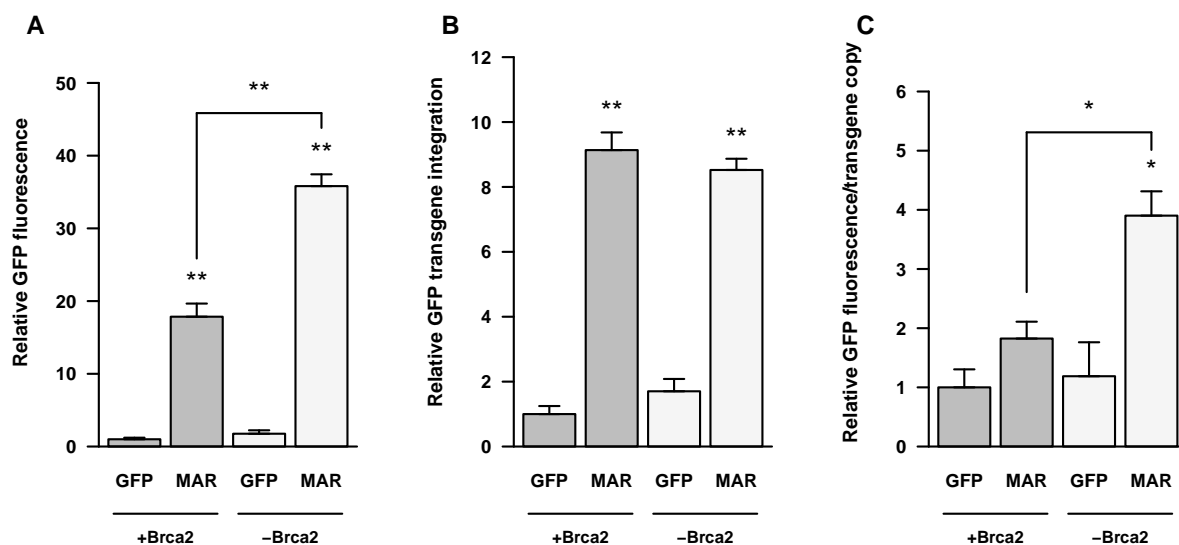 A
Relative GFP fluorescence
50
40
30
20
10
0
**
**
**
GFP MAR GFP MAR
+Brca2 −Brca2
B
Relative GFP transgene integration
12
10
8
6
4
2
0
**
**
GFP MAR GFP MAR
+Brca2 −Brca2
C
Relative GFP fluorescence/transgene copy
6
5
4
3
2
1
0
*
*
GFP MAR GFP MAR
+Brca2 −Brca2